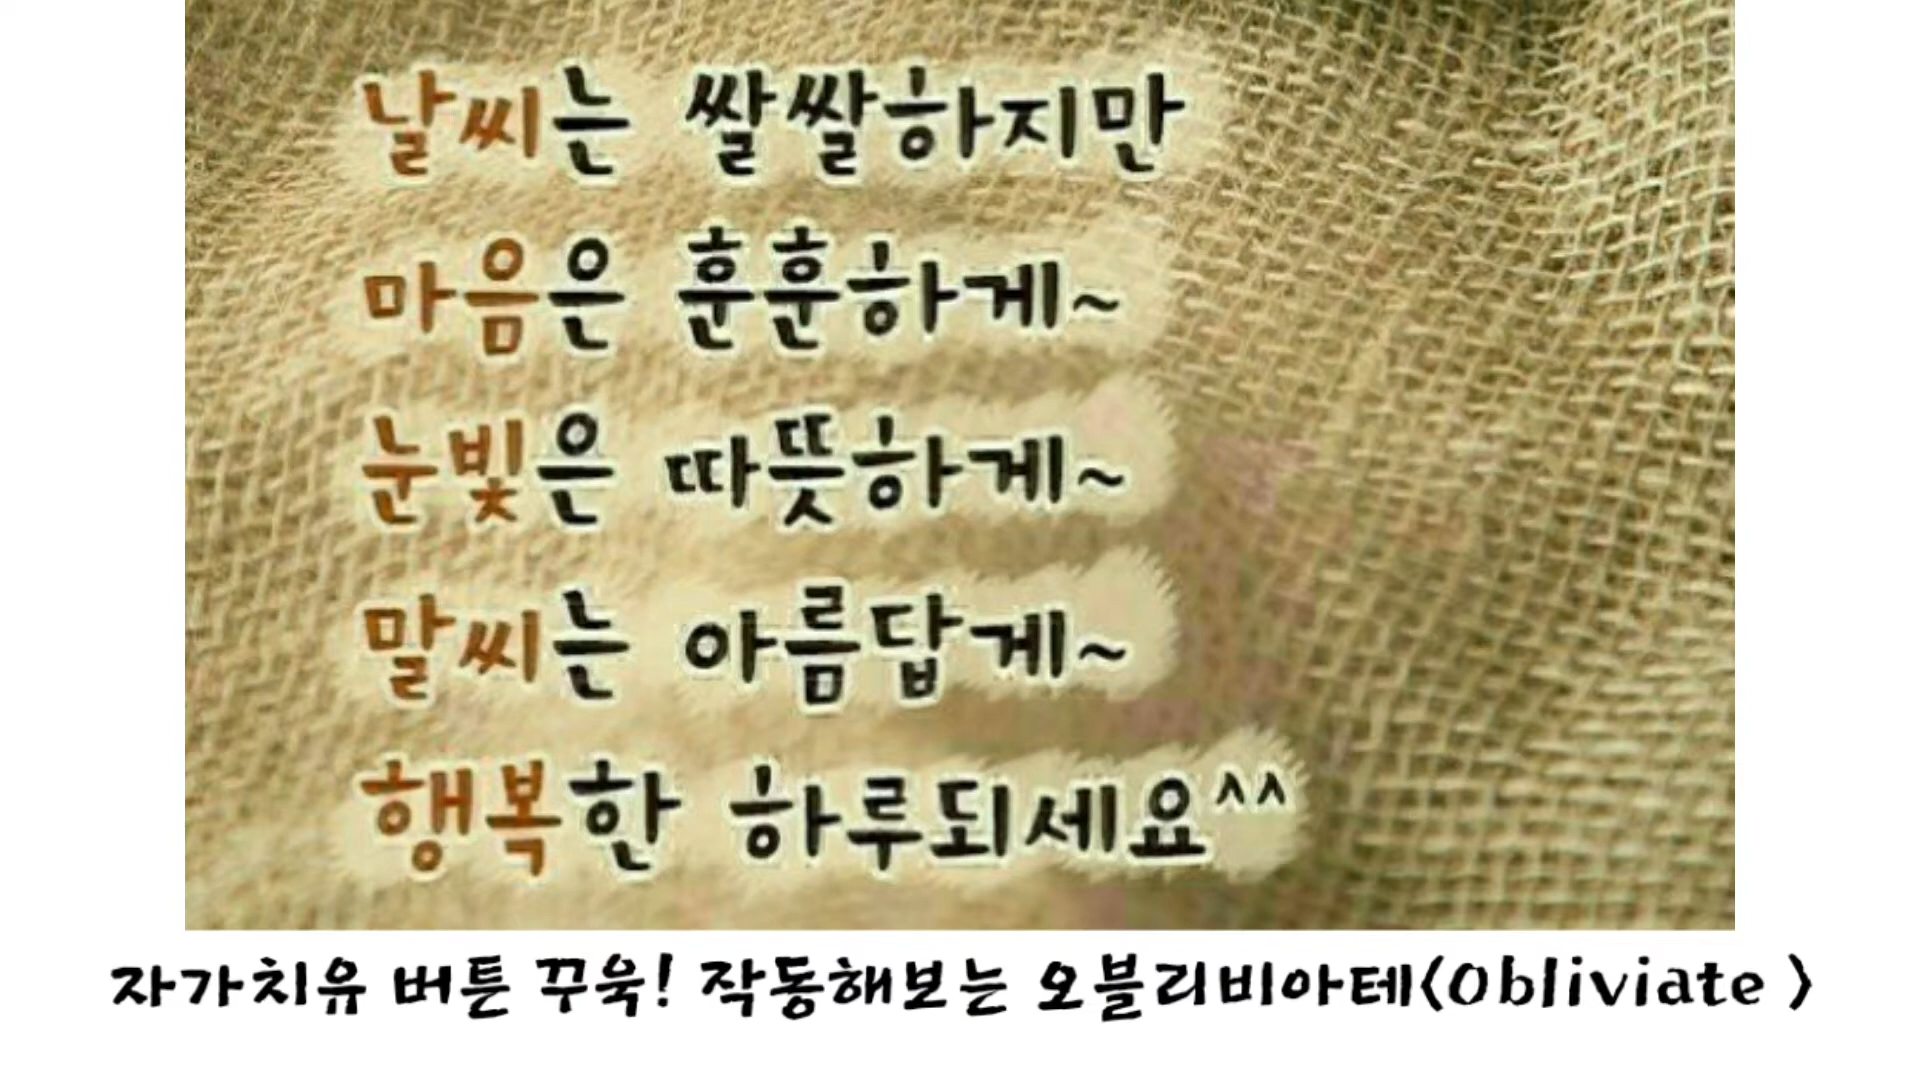 날씨는 쌀쌀하지만
마음은 훈훈하게~
눈빛은 따뜻하게~
말씨는 아름답게~
행복한 하루되세요^^
자가치유 버튼 꾸욱! 작동해보는 오블리비아테<Obliviate >